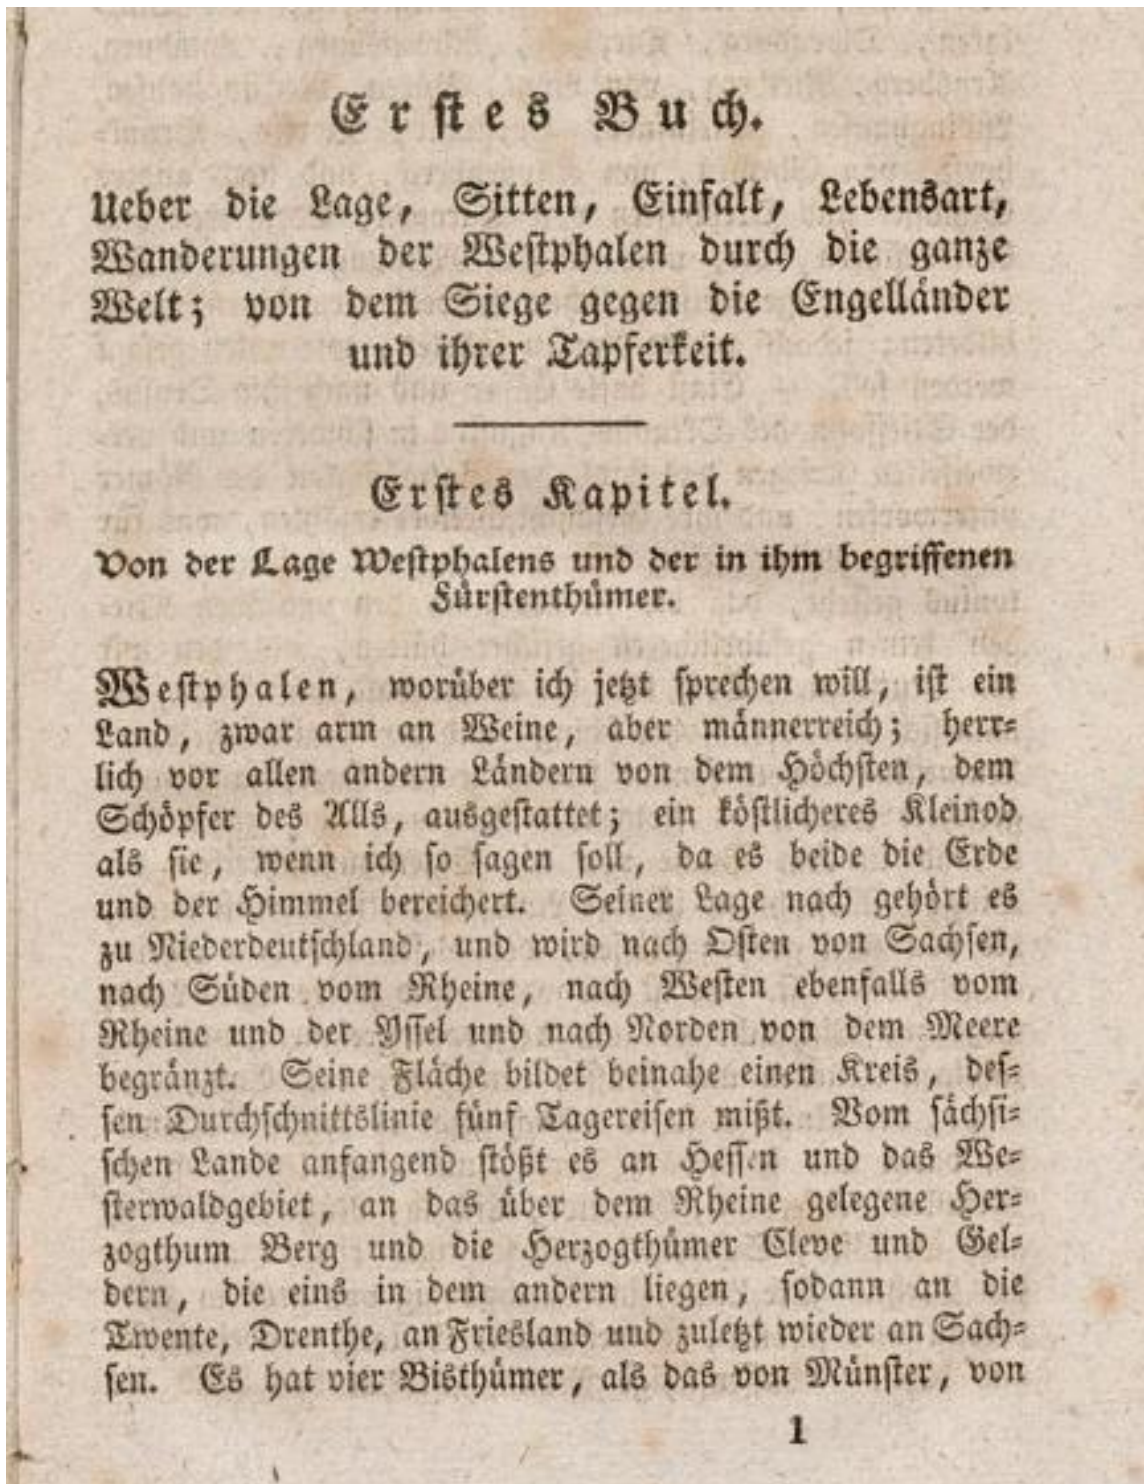 Erstes Buch.
Ueber die Lage, Sitten, Einfalt, Lebensart,
Wanderungen der Westphalen durch die ganze
Welt; von dem Siege gegen die Engelländer
und ihrer Tapferkeit.
Erstes Kapitel.
Von der Lage Westphalens und der in ihm begriffenen
Fürstenthümer.
Westphalen, worüber ich jetzt sprechen will, ist ein
Land, zwar arm an Weine, aber männerreich; herr-
lich vor allen andern Ländern von dem Höchsten, dem
Schöpfer des Alls, ausgestattet; ein köstlicheres Kleinod
als sie, wenn ich so sagen soll, da es beide die Erde
und der Himmel bereichert. Seiner Lage nach gehört es
zu Niederdeutschland, und wird nach Osten von Sachsen,
nach Süden vom Rheine, nach Westen ebenfalls vom
Rheine und der Yssel und nach Norden von dem Meere
begränzt. Seine Fläche bildet beinahe einen Kreis, des-
sen Durchschnittslinie fünf Tagereisen mißt. Vom sächsi-
schen Lande anfangend stößt es an Hessen und das We-
sterwaldgebiet, an das über dem Rheine gelegene Her-
zogthum Berg und die Herzogthümer Cleve und Gel-
dern, die eins in dem andern liegen, sodann an die
Twente, Drenthe, an Friesland und zuletzt wieder an Sach-
sen. Es hat vier Bisthümer, als das von Münster, von
1